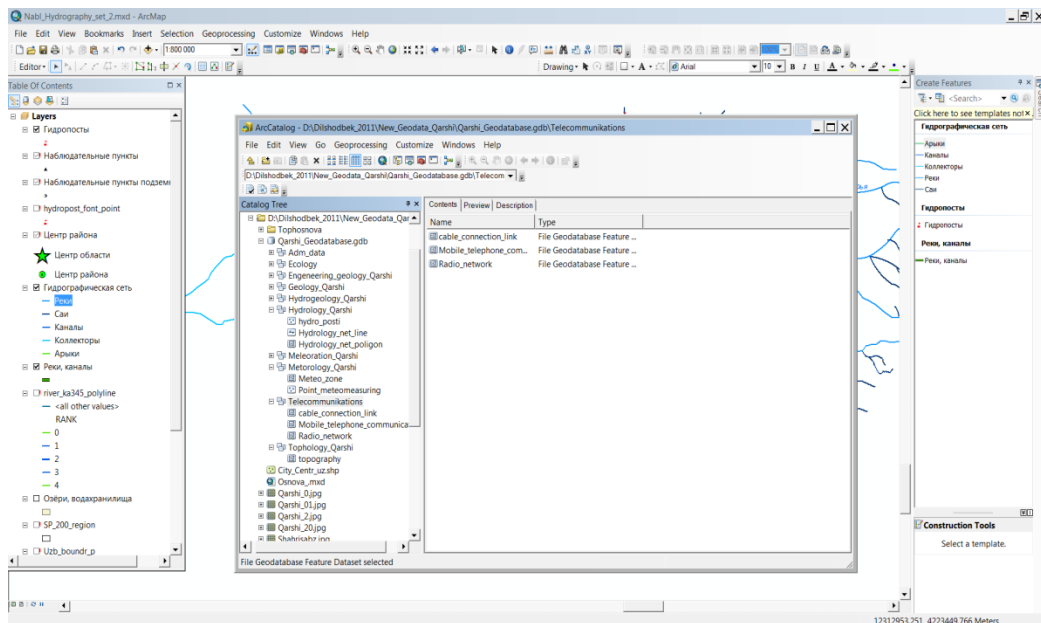 Nabl_Hydrography_set_2.mxd - ArcMap
File Edit View Bookmarks Insert Selection Geoprocessing Customize Windows Help
1:800 000
Editor
Drawing
Arial
10
B I U A
Table Of Contents
Layers
Гидропосты
Наблюдательные пункты
Наблюдательные пункты подземн
hydropost_font_point
Центр района
Центр области
Центр района
Гидрографическая сеть
Реки
Саи
Каналы
Коллекторы
Арыки
Реки, каналы
river_ka345_polyline
<all other values>
RANK
0
1
2
3
4
Озёри, водахранилища
SP_200_region
Uzb_boundr_p
ArcCatalog - D:\Dilshodbek_2011\New_Geodata_Qarshi\Qarshi_Geodatabase.gdb\Telecommunikations
File Edit View Go Geoprocessing Customize Windows Help
D:\Dilshodbek_2011\New_Geodata_Qarshi\Qarshi_Geodatabase.gdb\Telecom
Catalog Tree
D:\Dilshodbek_2011\New_Geodata_Qar
Tophosnova
Qarshi_Geodatabase.gdb
Adm_data
Ecology
Engeneering_geology_Qarshi
Geology_Qarshi
Hydrogeology_Qarshi
Hydrology_Qarshi
hydro_posti
Hydrology_net_line
Hydrology_net_poligon
Meleoration_Qarshi
Metorology_Qarshi
Meteo_zone
Point_meteomeasuring
Telecommunikations
cable_connection_link
Mobile_telephone_communica
Radio_network
Tophology_Qarshi
topography
City_Centr_uz.shp
Osnova_.mxd
Qarshi_0.jpg
Qarshi_01.jpg
Qarshi_2.jpg
Qarshi_20.jpg
Shahrisabz.jpg
Contents Preview Description
Name Type
cable_connection_link File Geodatabase Feature ...
Mobile_telephone_com... File Geodatabase Feature ...
Radio_network File Geodatabase Feature ...
File Geodatabase Feature Dataset selected
Create Features
<Search>
Click here to see templates not
Гидрографическая сеть
Арыки
Каналы
Коллекторы
Реки
Саи
Гидропосты
Гидропосты
Реки, каналы
Реки, каналы
Construction Tools
Select a template.
12312953,251 4223449,766 Meters